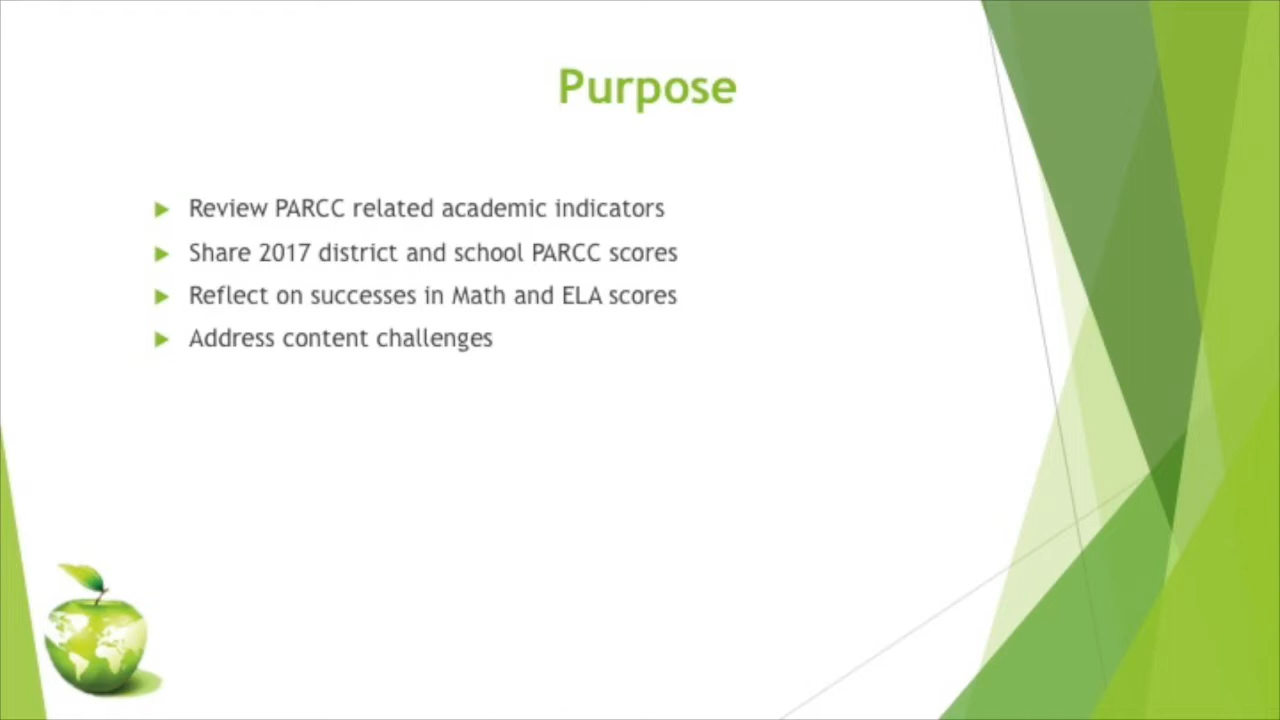 Purpose
Review PARCC related academic indicators
Share 2017 district and school PARCC scores
Reflect on successes in Math and ELA scores
Address content challenges